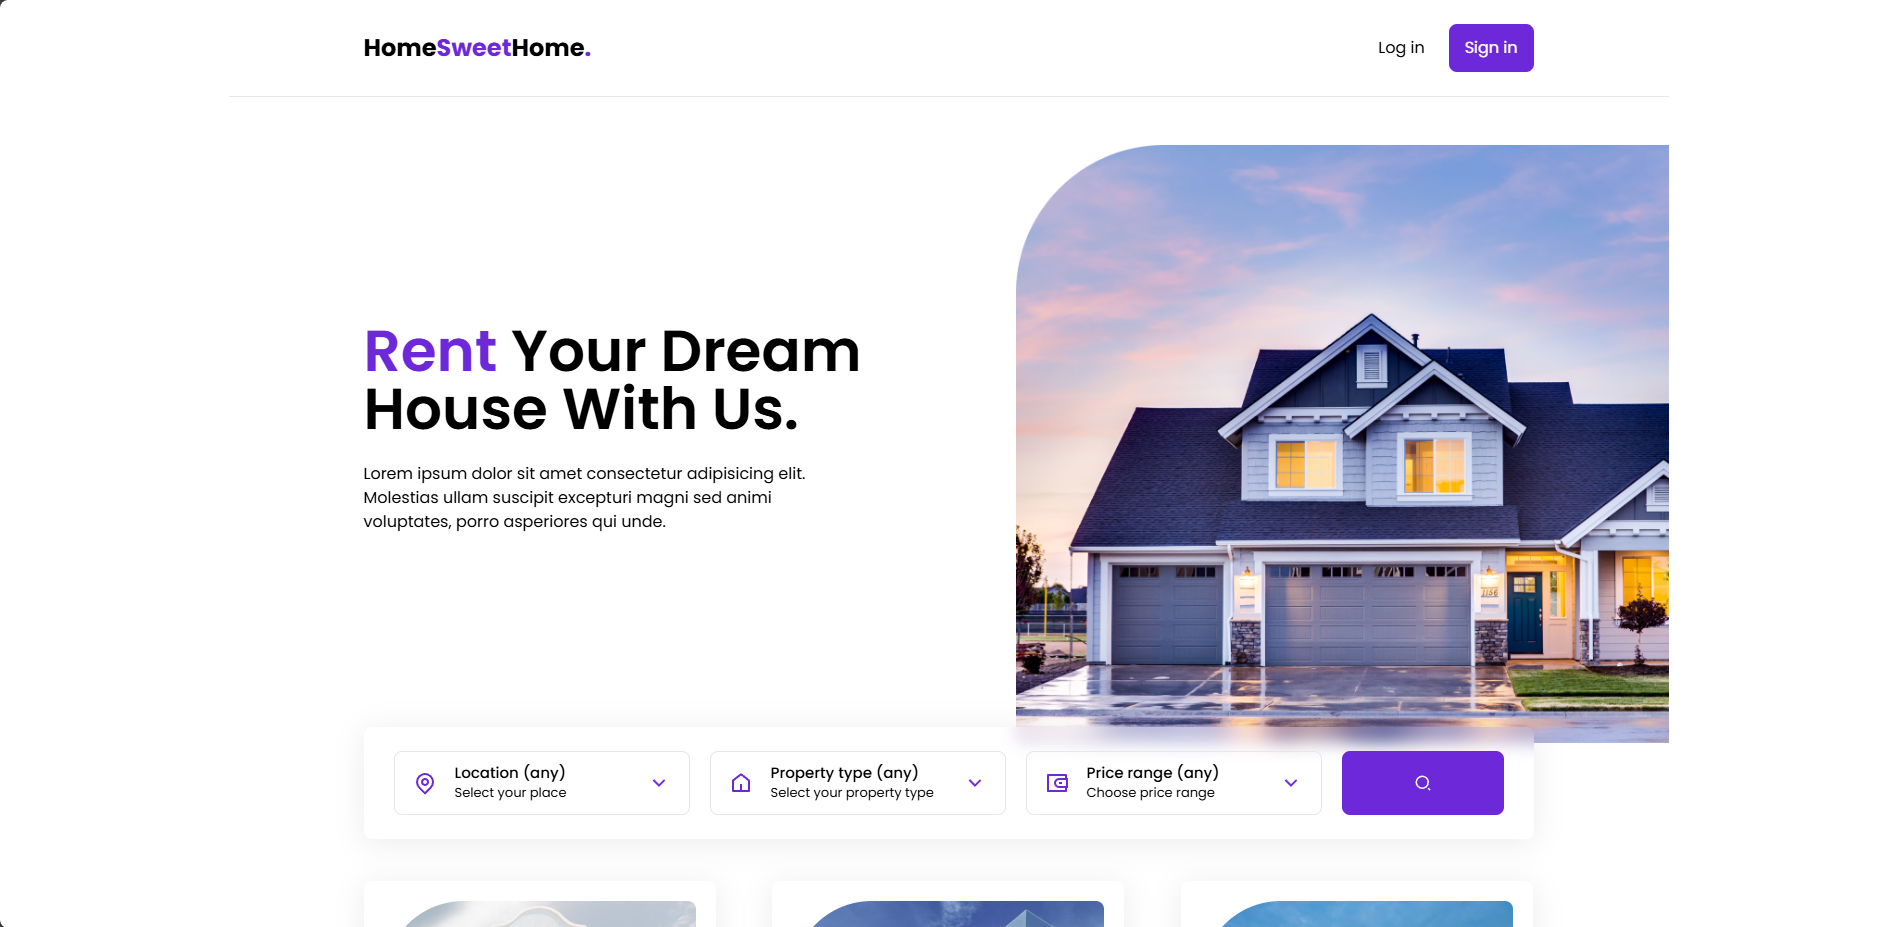 HomeSweetHome.
Log in
Sign in
Rent Your Dream
House With Us.
Lorem ipsum dolor sit amet consectetur adipisicing elit.
Molestias ullam suscipit excepturi magni sed animi
voluptates, porro asperiores qui unde.
1156
Location (any)
Select your place
Property type (any)
Select your property type
Price range (any)
Choose price range